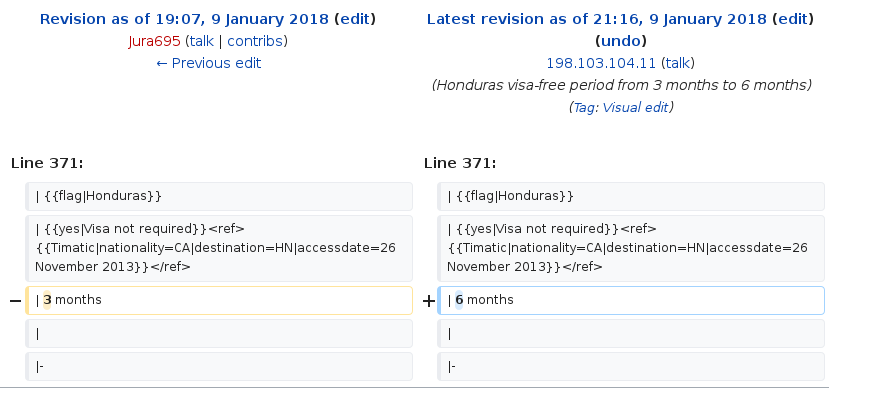 Revision as of 19:07, 9 January 2018 (edit)
Jura695 (talk | contribs)
← Previous edit
Latest revision as of 21:16, 9 January 2018 (edit)
(undo)
198.103.104.11 (talk)
(Honduras visa-free period from 3 months to 6 months)
(Tag: Visual edit)
Line 371:
Line 371:
| {{flag|Honduras}}
| {{flag|Honduras}}
| {{yes|Visa not required}}<ref>
{{Timatic|nationality=CA|destination=HN|accessdate=26
November 2013}}</ref>
| {{yes|Visa not required}}<ref>
{{Timatic|nationality=CA|destination=HN|accessdate=26
November 2013}}</ref>
− | 3 months
+ | 6 months
|
|
|-
|-